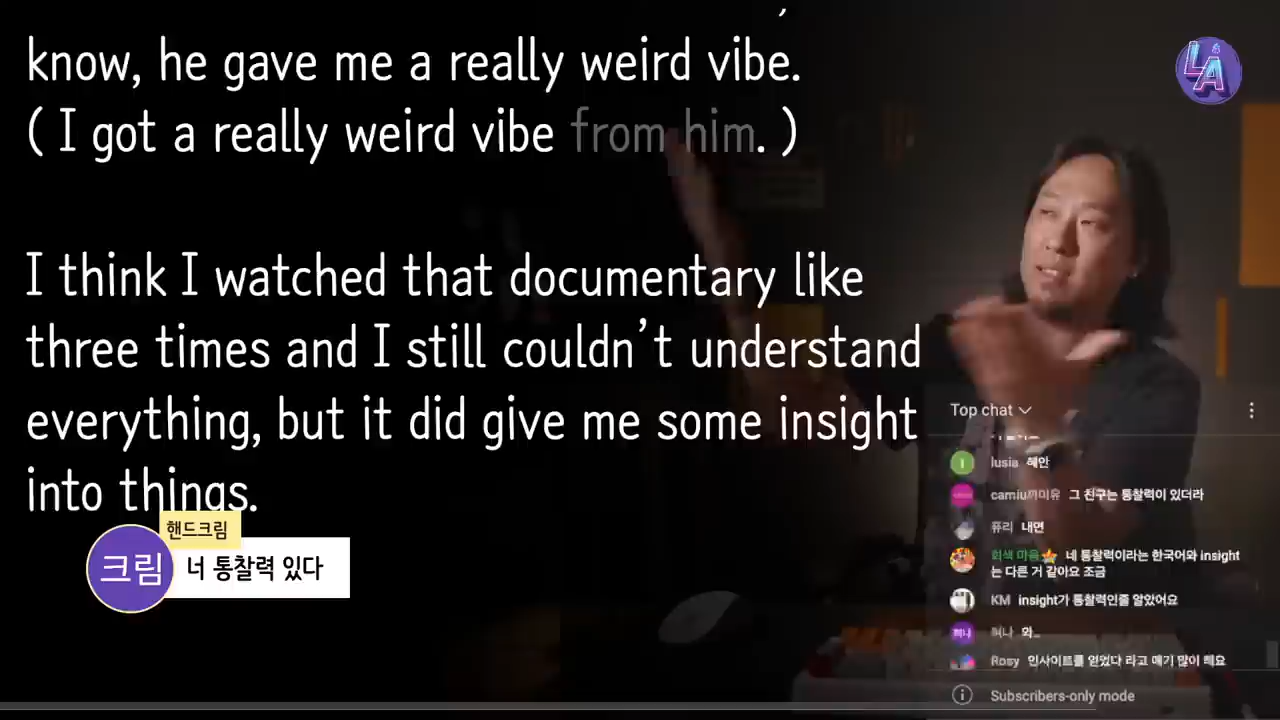 know, he gave me a really weird vibe.
( I got a really weird vibe from him. )
I think I watched that documentary like
three times and I still couldn’t understand
everything, but it did give me some insight
into things.
핸드크림
크림
너 통찰력 있다
LA
Top chat
lusia 혜안
camiu까미유 그 친구는 통찰력이 있더라
퓨리 내면
회색 마음 네 통찰력이라는 한국어와 insight
는 다른 거 같아요 조금
KM insight가 통찰력인줄 알았어요
혀나 와_
Rosy 인사이트를 얻었다 라고 얘기 많이 해요
Subscribers-only mode